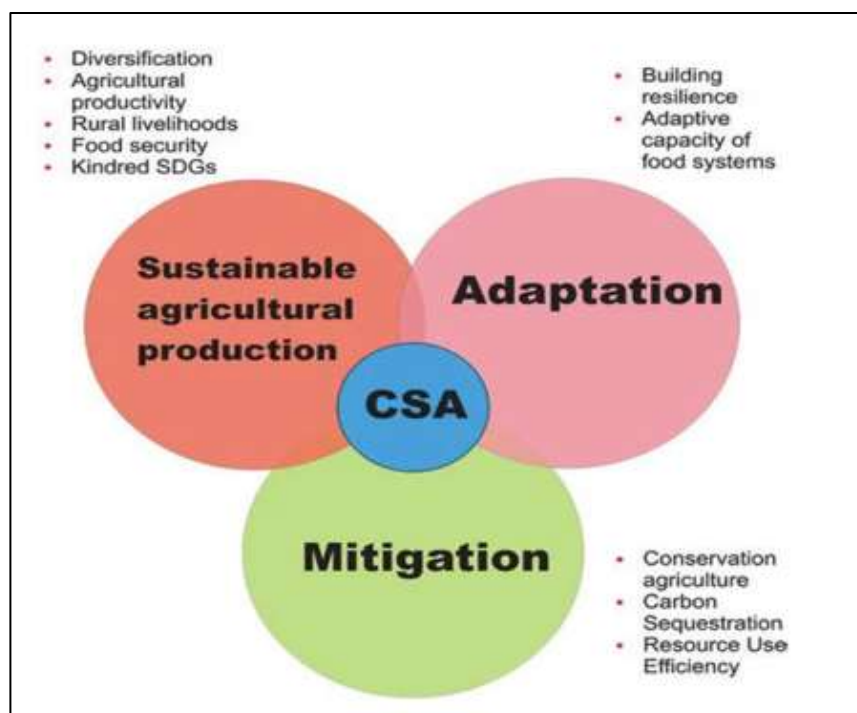 • Diversification
• Agricultural
productivity
• Rural livelihoods
• Food security
• Kindred SDGs
• Building
resilience
• Adaptive
capacity of
food systems
Sustainable
agricultural
production
Adaptation
CSA
Mitigation
• Conservation
agriculture
• Carbon
Sequestration
• Resource Use
Efficiency